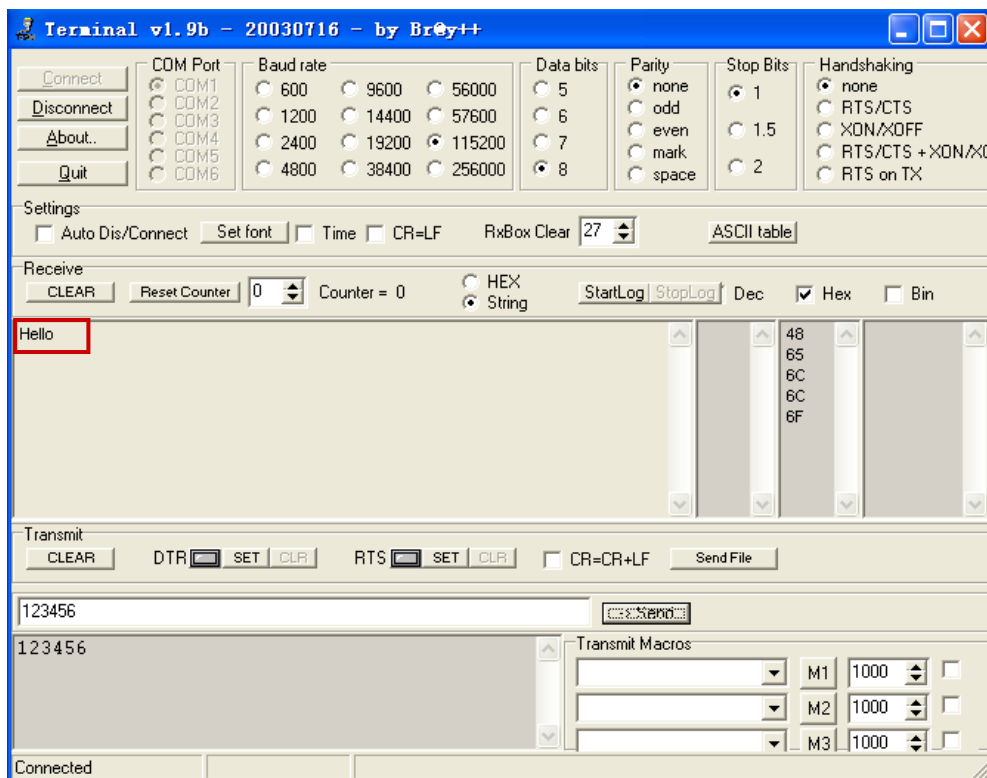 Terminal v1.9b - 20030716 - by Br@y++
Connect
Disconnect
About..
Quit
COM Port
COM1
COM2
COM3
COM4
COM5
COM6
Baud rate
600 9600 56000
1200 14400 57600
2400 19200 115200
4800 38400 256000
Data bits
5
6
7
8
Parity
none
odd
even
mark
space
Stop Bits
1
1.5
2
Handshaking
none
RTS/CTS
XON/XOFF
RTS/CTS +XON/XO
RTS on TX
Settings
Auto Dis/Connect Set font Time CR=LF RxBox Clear 27 ASCII table
Receive
CLEAR Reset Counter 0 Counter = 0 HEX String StartLog StopLog Dec Hex Bin
Hello
48
65
6C
6C
6F
Transmit
CLEAR DTR SET CLR RTS SET CLR CR=CR+LF Send File
123456 Send
123456
Transmit Macros
M1 1000
M2 1000
M3 1000
Connected